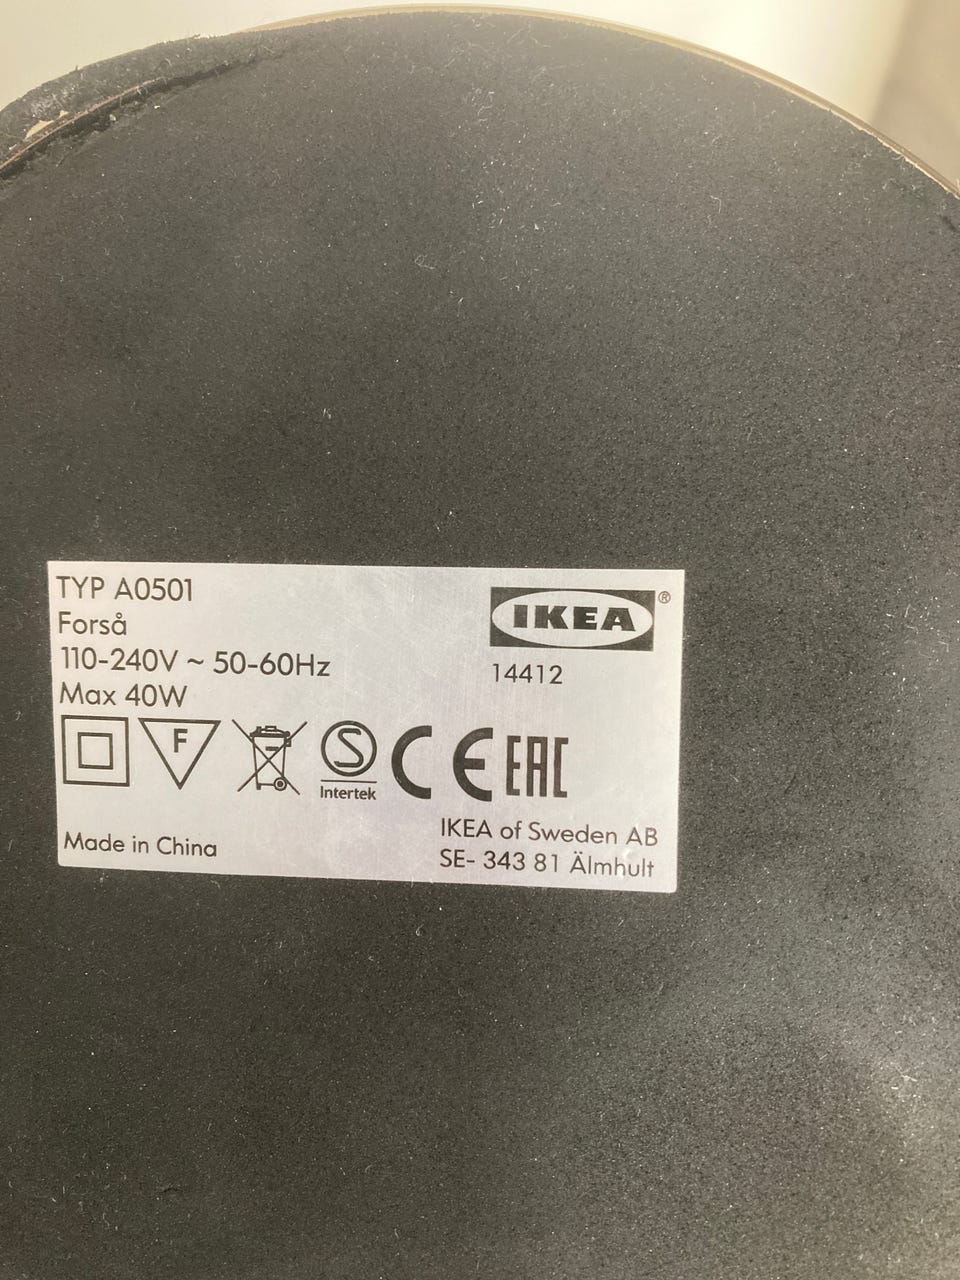 TYP A0501
Forså
110-240V ~ 50-60Hz
Max 40W
IKEA®
14412
F
S
Intertek
CE
EAC
Made in China
IKEA of Sweden AB
SE- 343 81 Älmhult